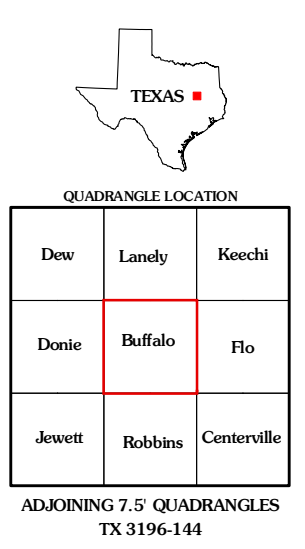 TEXAS
QUADRANGLE LOCATION
Dew Lanely Keechi
Donie Buffalo Flo
Jewett Robbins Centerville
ADJOINING 7.5' QUADRANGLES
TX 3196-144